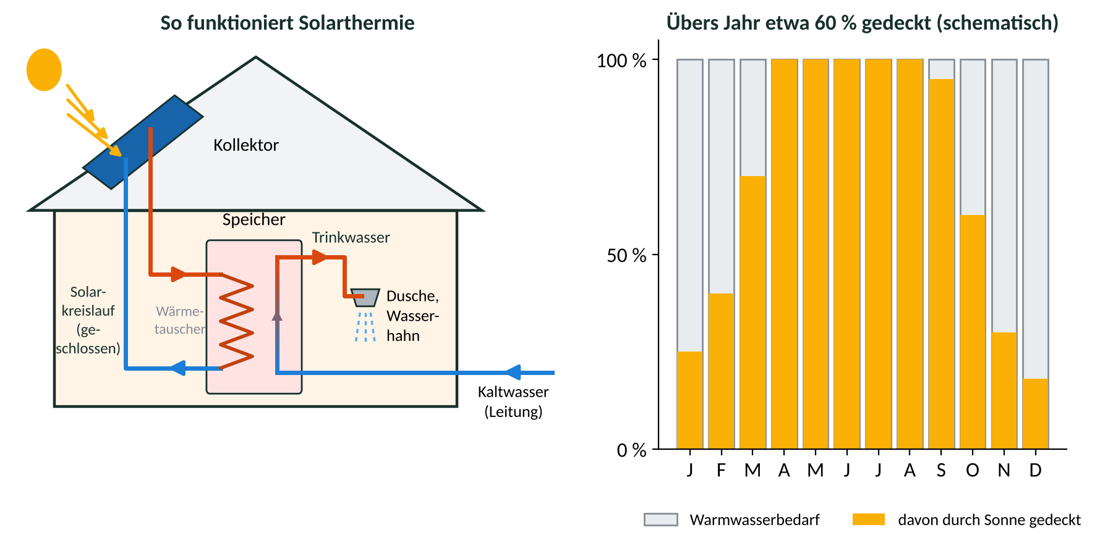 So funktioniert Solarthermie
Kollektor
Speicher
Trinkwasser
Solar-
kreislauf
(ge-
schlossen)
Wärme-
tauscher
Dusche,
Wasser-
hahn
Kaltwasser
(Leitung)
Übers Jahr etwa 60 % gedeckt (schematisch)
100 %
50 %
0 %
J F M A M J J A S O N D
Warmwasserbedarf
davon durch Sonne gedeckt